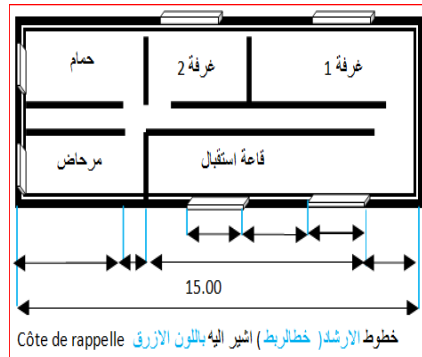 حمام
غرفة 2
غرفة 1
مرحاض
قاعة استقبال
15.00
خطوط الارشاد( خطالربط ) اشير اليه باللون الازرق Côte de rappelle